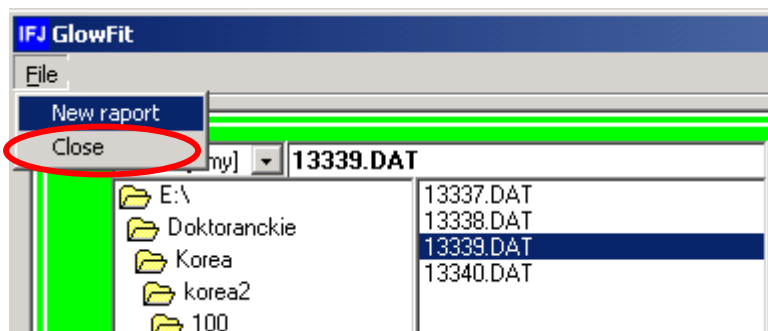 IFJ GlowFit
File
New raport
Close
my]
13339.DAT
E:\
Doktoranckie
Korea
korea2
100
13337.DAT
13338.DAT
13339.DAT
13340.DAT